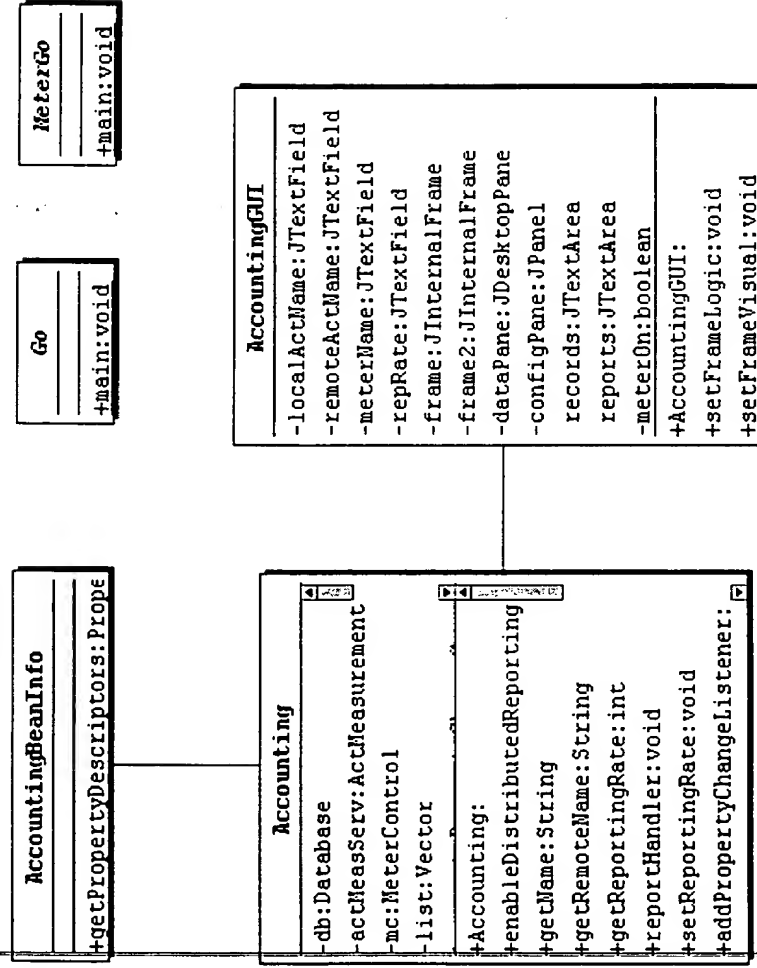 AccountingBeanInfo
+getPropertyDescriptors:Prope
Go
+main:void
MeterGo
+main:void
Accounting
-db:Database
-actMeasServ:ActMeasurement
-mc:MeterControl
-list:Vector
+Accounting:
+enableDistributedReporting
+getName:String
+getRemoteName:String
+getReportingRate:int
+reportHandler:void
+setReportingRate:void
+addPropertyChangeListener:
AccountingGUI
-localActName:JTextField
-remoteActName:JTextField
-meterName:JTextField
-repRate:JTextField
-frame:JInternalFrame
-frame2:JInternalFrame
-dataPane:JDesktopPane
-configPane:JPanel
records:JTextArea
reports:JTextArea
-meterOn:boolean
+AccountingGUI:
+setFrameLogic:void
+setFrameVisual:void